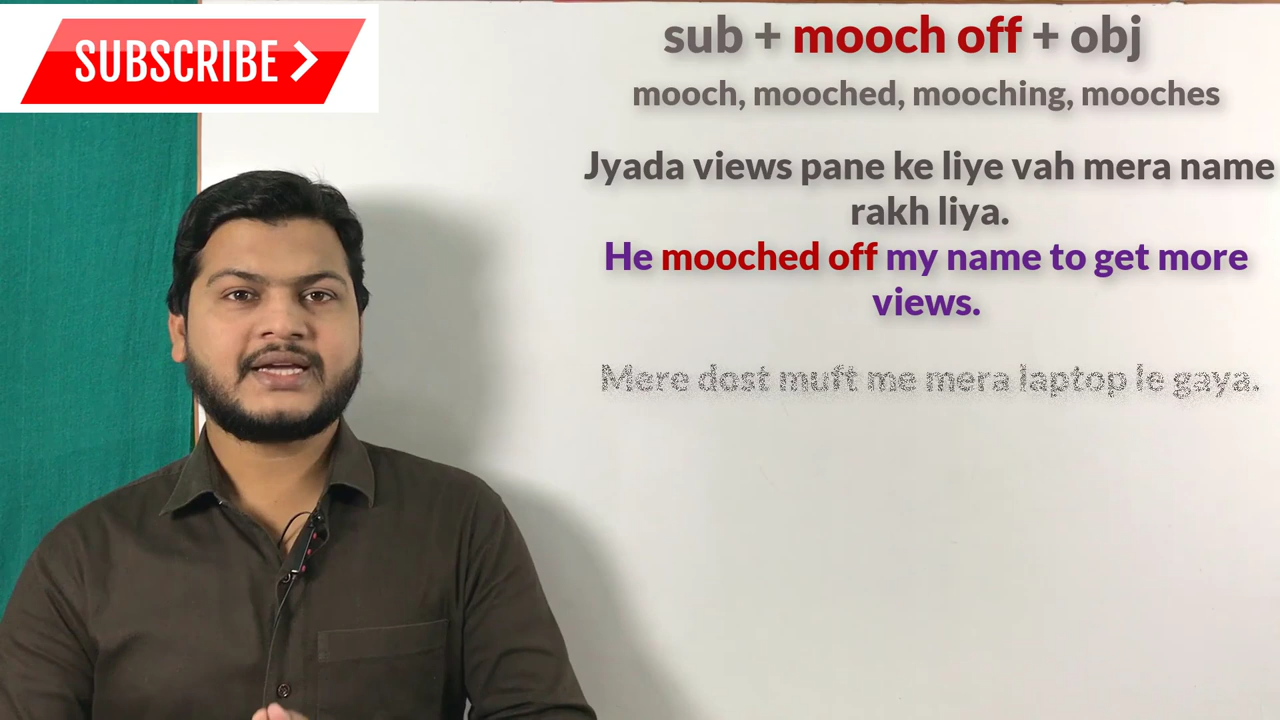 SUBSCRIBE
sub + mooch off + obj
mooch, mooched, mooching, mooches
Jyada views pane ke liye vah mera name
rakh liya.
He mooched off my name to get more
views.
Mere dost muft me mera laptop le gaya.